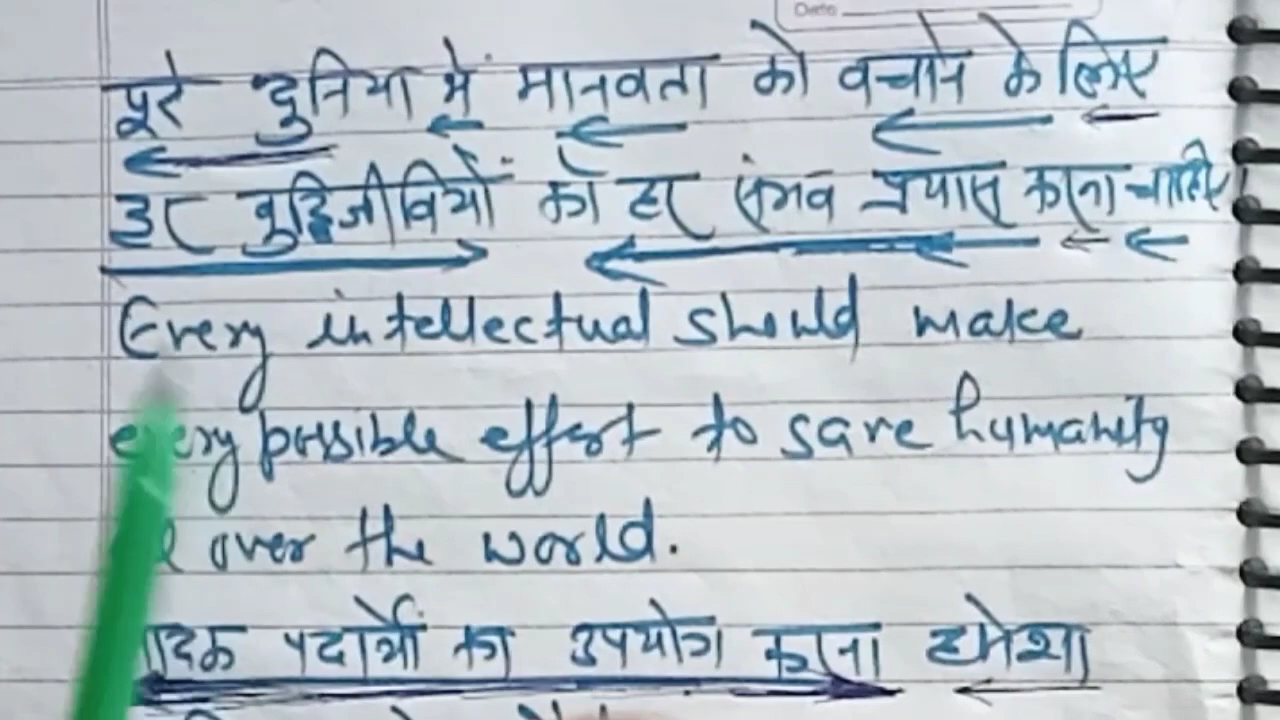 Date
पूरे दुनिया में मानवता को बचाने के लिए
हर बुद्धिजीवियों को हर संभव प्रयास करना चाहिए
Every intellectual should make
every possible effort to save humanity
over the world.
पदार्थों का उपयोग करना हमेशा